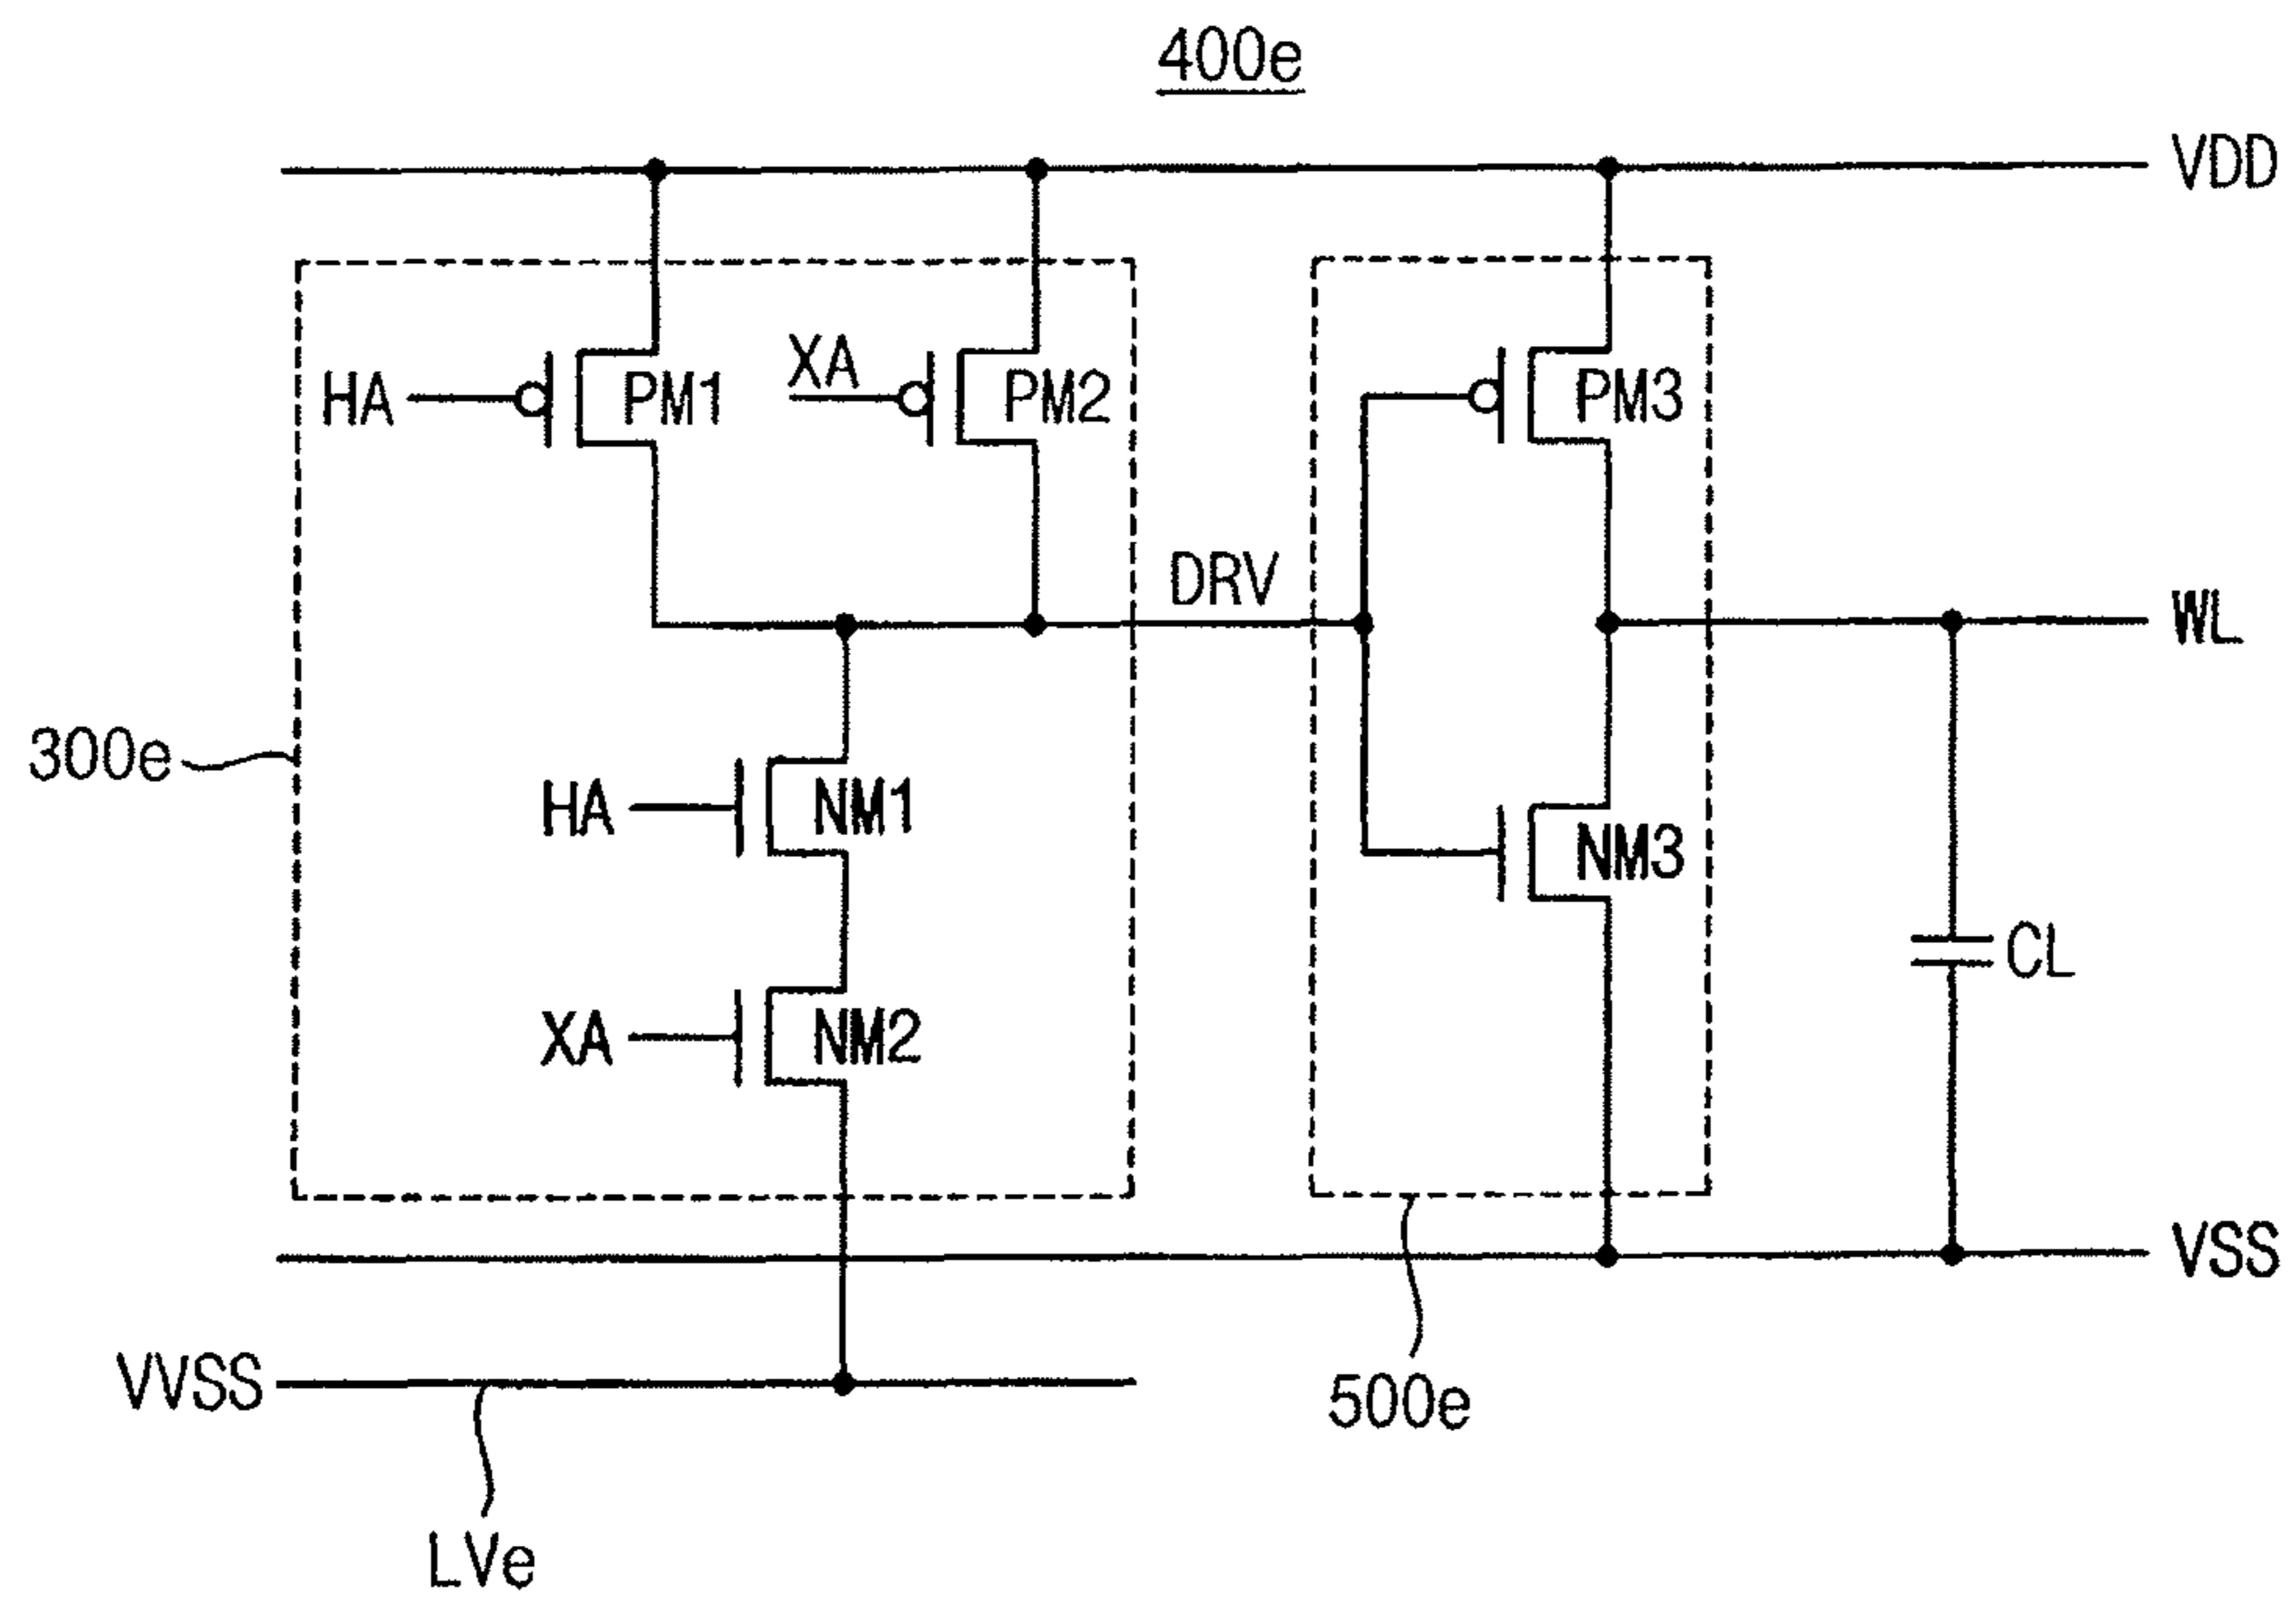 400e
VDD
HA
PM1
XA
PM2
PM3
DRV
WL
300e
HA
NM1
NM3
CL
XA
NM2
VSS
VVSS
500e
LVe